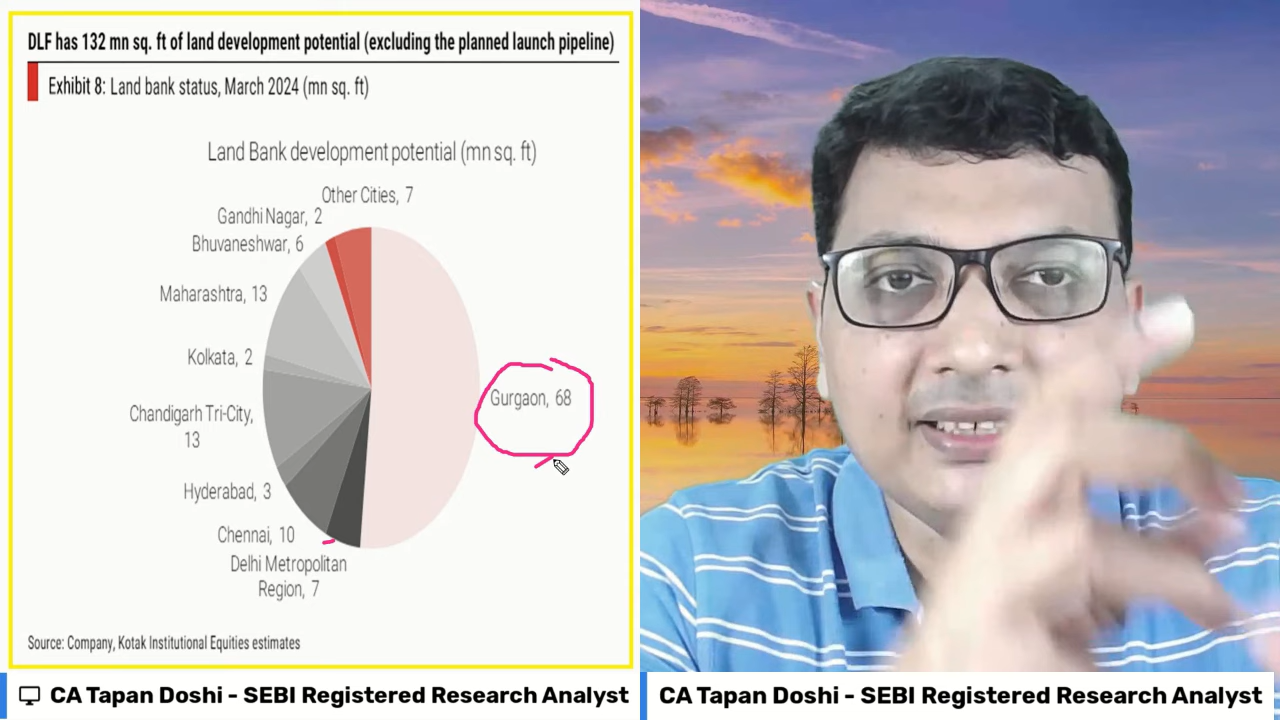 DLF has 132 mn sq. ft of land development potential (excluding the planned launch pipeline)
Exhibit 8: Land bank status, March 2024 (mn sq. ft)
Land Bank development potential (mn sq. ft)
Other Cities, 7
Gandhi Nagar, 2
Bhuvaneshwar, 6
Maharashtra, 13
Kolkata, 2
Gurgaon, 68
Chandigarh Tri-City,
13
Hyderabad, 3
Chennai, 10
Delhi Metropolitan
Region, 7
Source: Company, Kotak Institutional Equities estimates
CA Tapan Doshi - SEBI Registered Research Analyst
CA Tapan Doshi - SEBI Registered Research Analyst